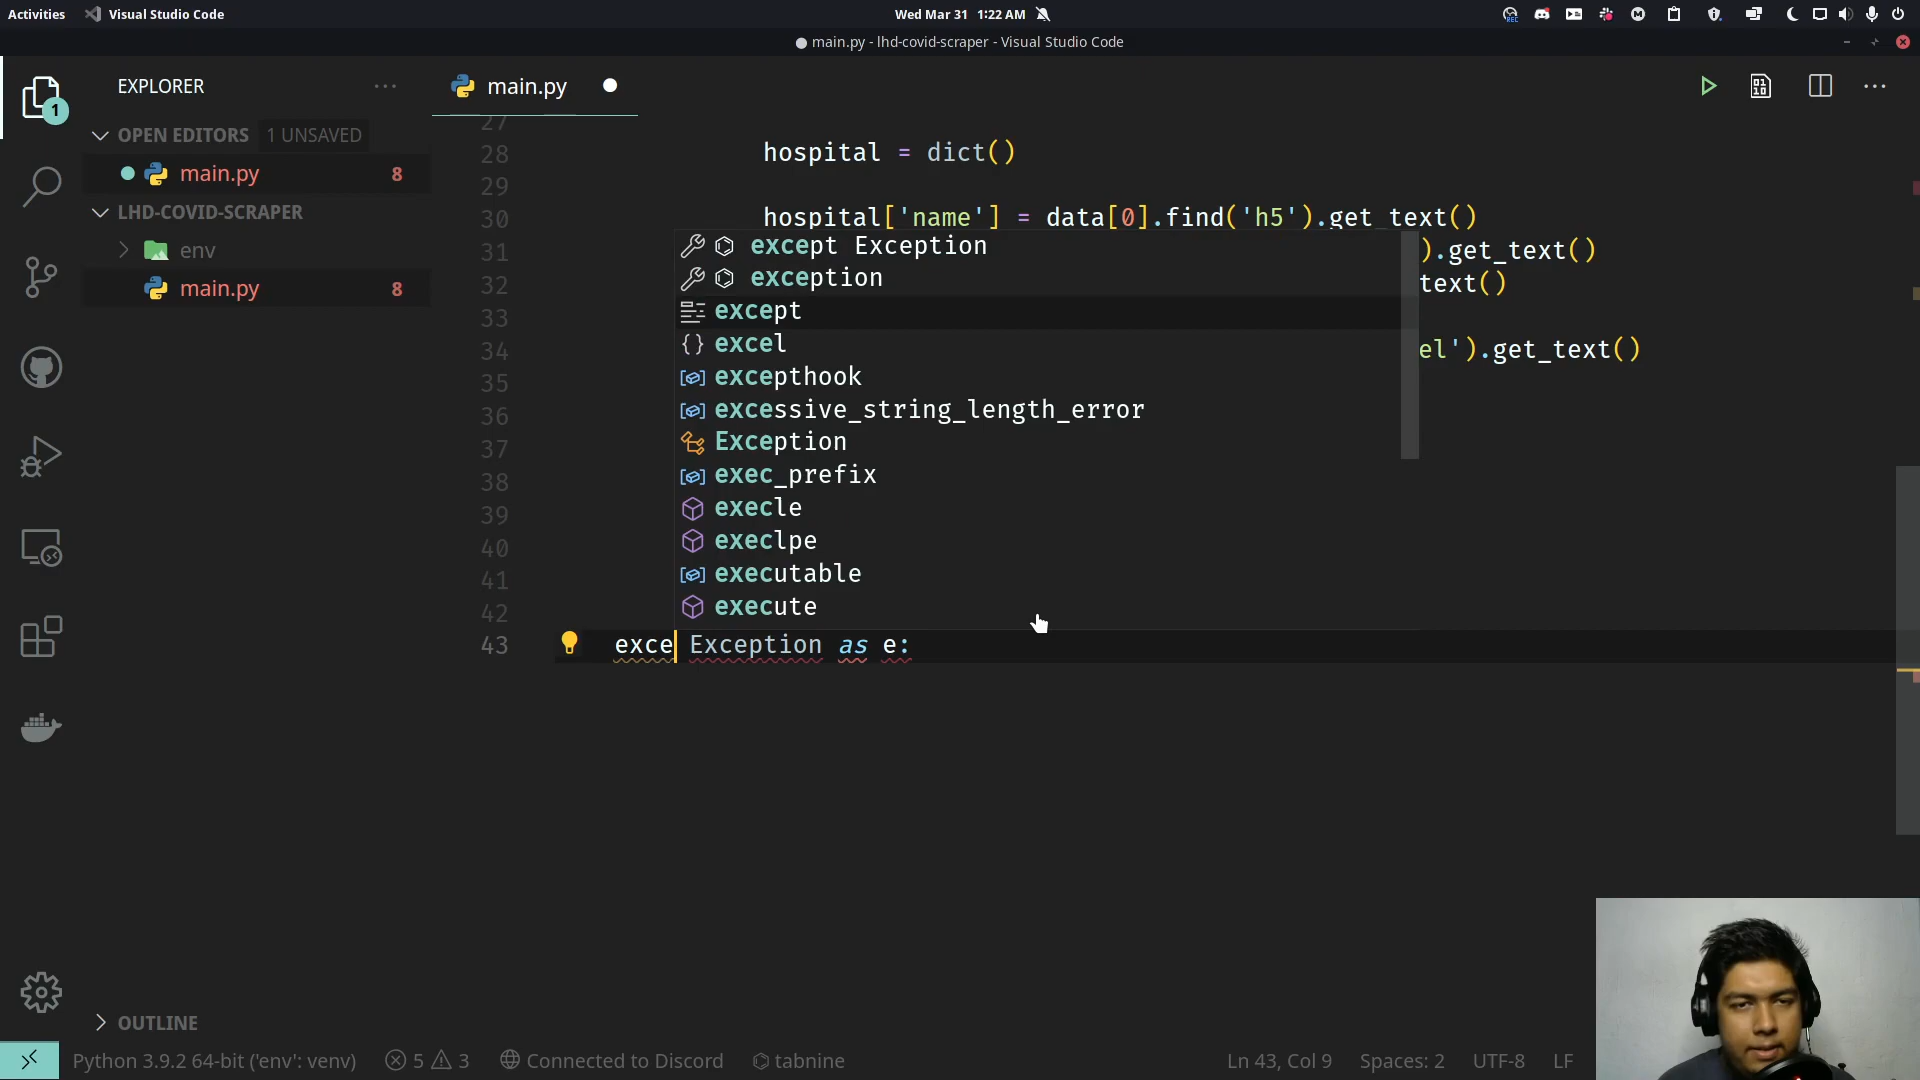 Activities Visual Studio Code Wed Mar 31 1:22 AM
main.py - lhd-covid-scraper - Visual Studio Code
EXPLORER ··· main.py ···
1
OPEN EDITORS 1 UNSAVED
main.py 8
LHD-COVID-SCRAPER
env
main.py 8
27
28 hospital = dict()
29
30 hospital['name'] = data[0].find('h5').get_text()
31 ).get_text()
32 text()
33
34 el').get_text()
35
36
37
38
39
40
41
42
43 exce Exception as e:
except Exception
exception
except
excel
excepthook
excessive_string_length_error
Exception
exec_prefix
execle
execlpe
executable
execute
OUTLINE
Python 3.9.2 64-bit ('env': venv) 5 3 Connected to Discord tabnine Ln 43, Col 9 Spaces: 2 UTF-8 LF